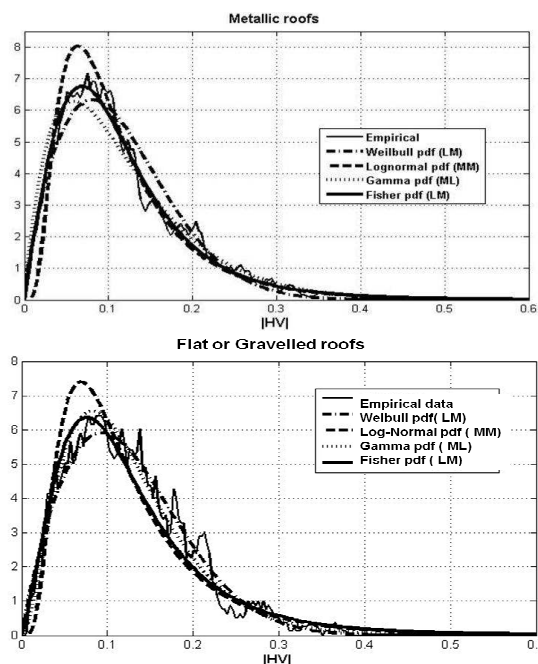 Metallic roofs
8
7
6
5
4
3
2
1
0
Empirical
Weilbull pdf (LM)
Lognormal pdf (MM)
Gamma pdf (ML)
Fisher pdf (LM)
0 0.1 0.2 0.3 0.4 0.5 0.6
|HV|
Flat or Gravelled roofs
8
7
6
5
4
3
2
1
0
Empirical data
Welbull pdf( LM)
Log-Normal pdf ( MM)
Gamma pdf ( ML)
Fisher pdf ( LM)
0 0.1 0.2 0.3 0.4 0.5 0.
|HV|